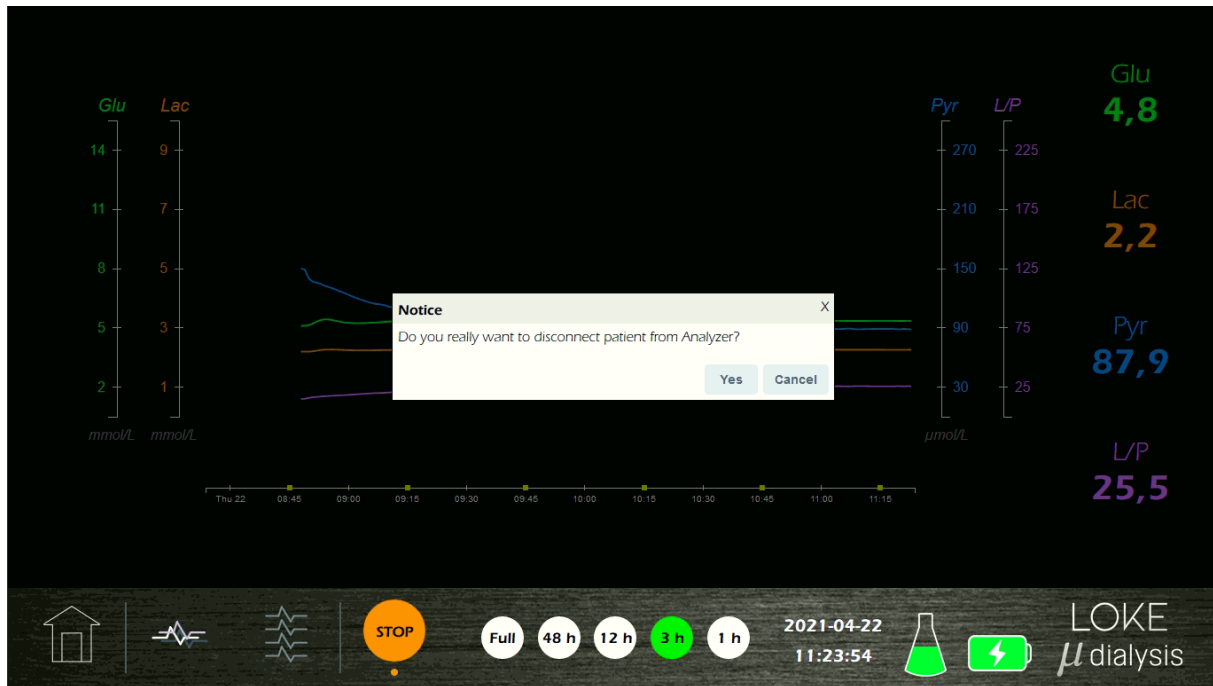 Glu
4,8
Lac
2,2
Pyr
87,9
L/P
25,5
Glu Lac
14 9
11 7
8 5
5 3
2 1
mmol/L mmol/L
Pyr L/P
270 225
210 175
150 125
90 75
30 25
µmol/L
Notice X
Do you really want to disconnect patient from Analyzer?
Yes Cancel
Thu 22 08:45 09:00 09:15 09:30 09:45 10:00 10:15 10:30 10:45 11:00 11:15
STOP
Full 48 h 12 h 3 h 1 h
2021-04-22
11:23:54
LOKE
µ dialysis